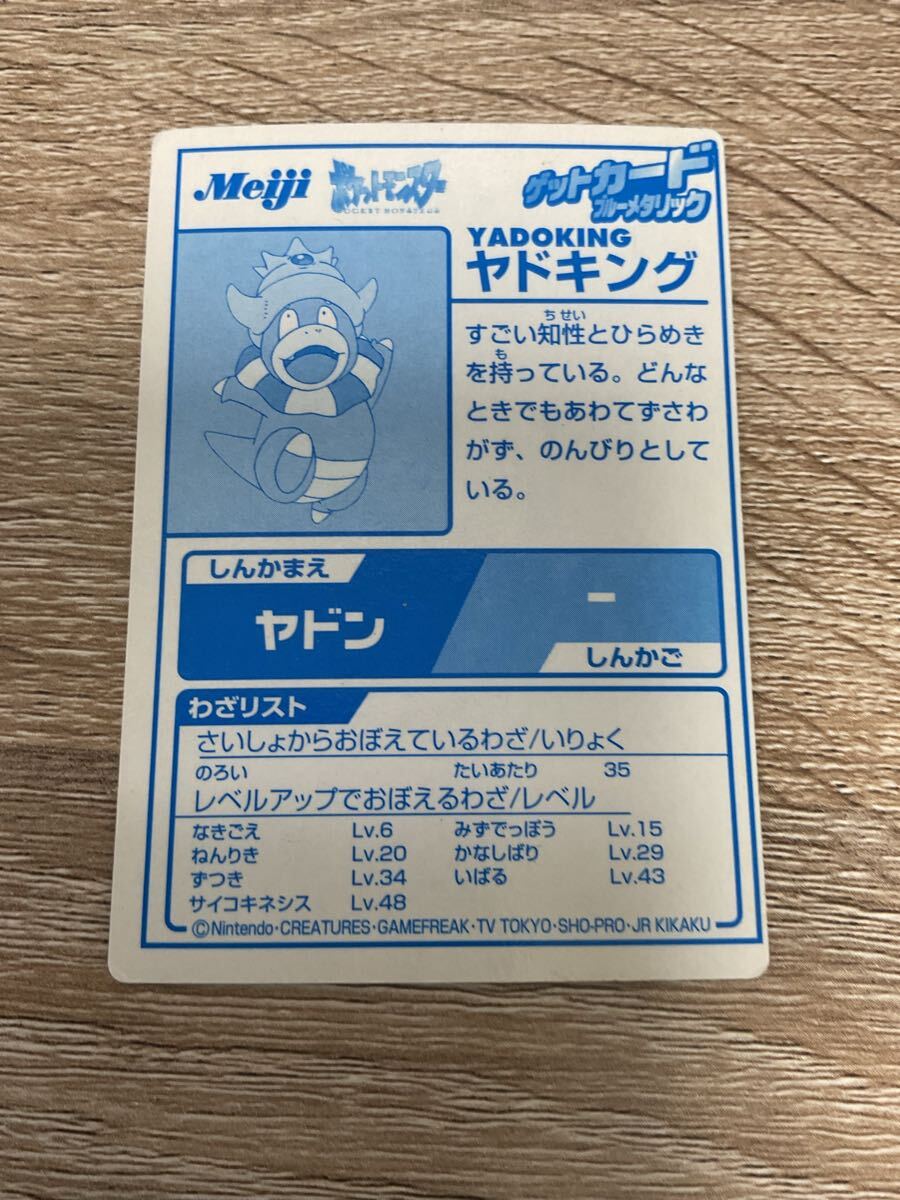 Meiji
ポケットモンスター
POCKET MONSTERS
ゲットカード
ブルーメタリック
YADOKING
ヤドキング
すごい知性とひらめき
ちせい
を持っている。どんな
も
ときでもあわてずさわ
がず、のんびりとして
いる。
しんかまえ
ヤドン
-
しんかご
わざリスト
さいしょからおぼえているわざ/いりょく
のろい たいあたり 35
レベルアップでおぼえるわざ/レベル
なきごえ Lv.6 みずでっぽう Lv.15
ねんりき Lv.20 かなしばり Lv.29
ずつき Lv.34 いばる Lv.43
サイコキネシス Lv.48
©Nintendo・CREATURES・GAMEFREAK・TV TOKYO・SHO-PRO・JR KIKAKU